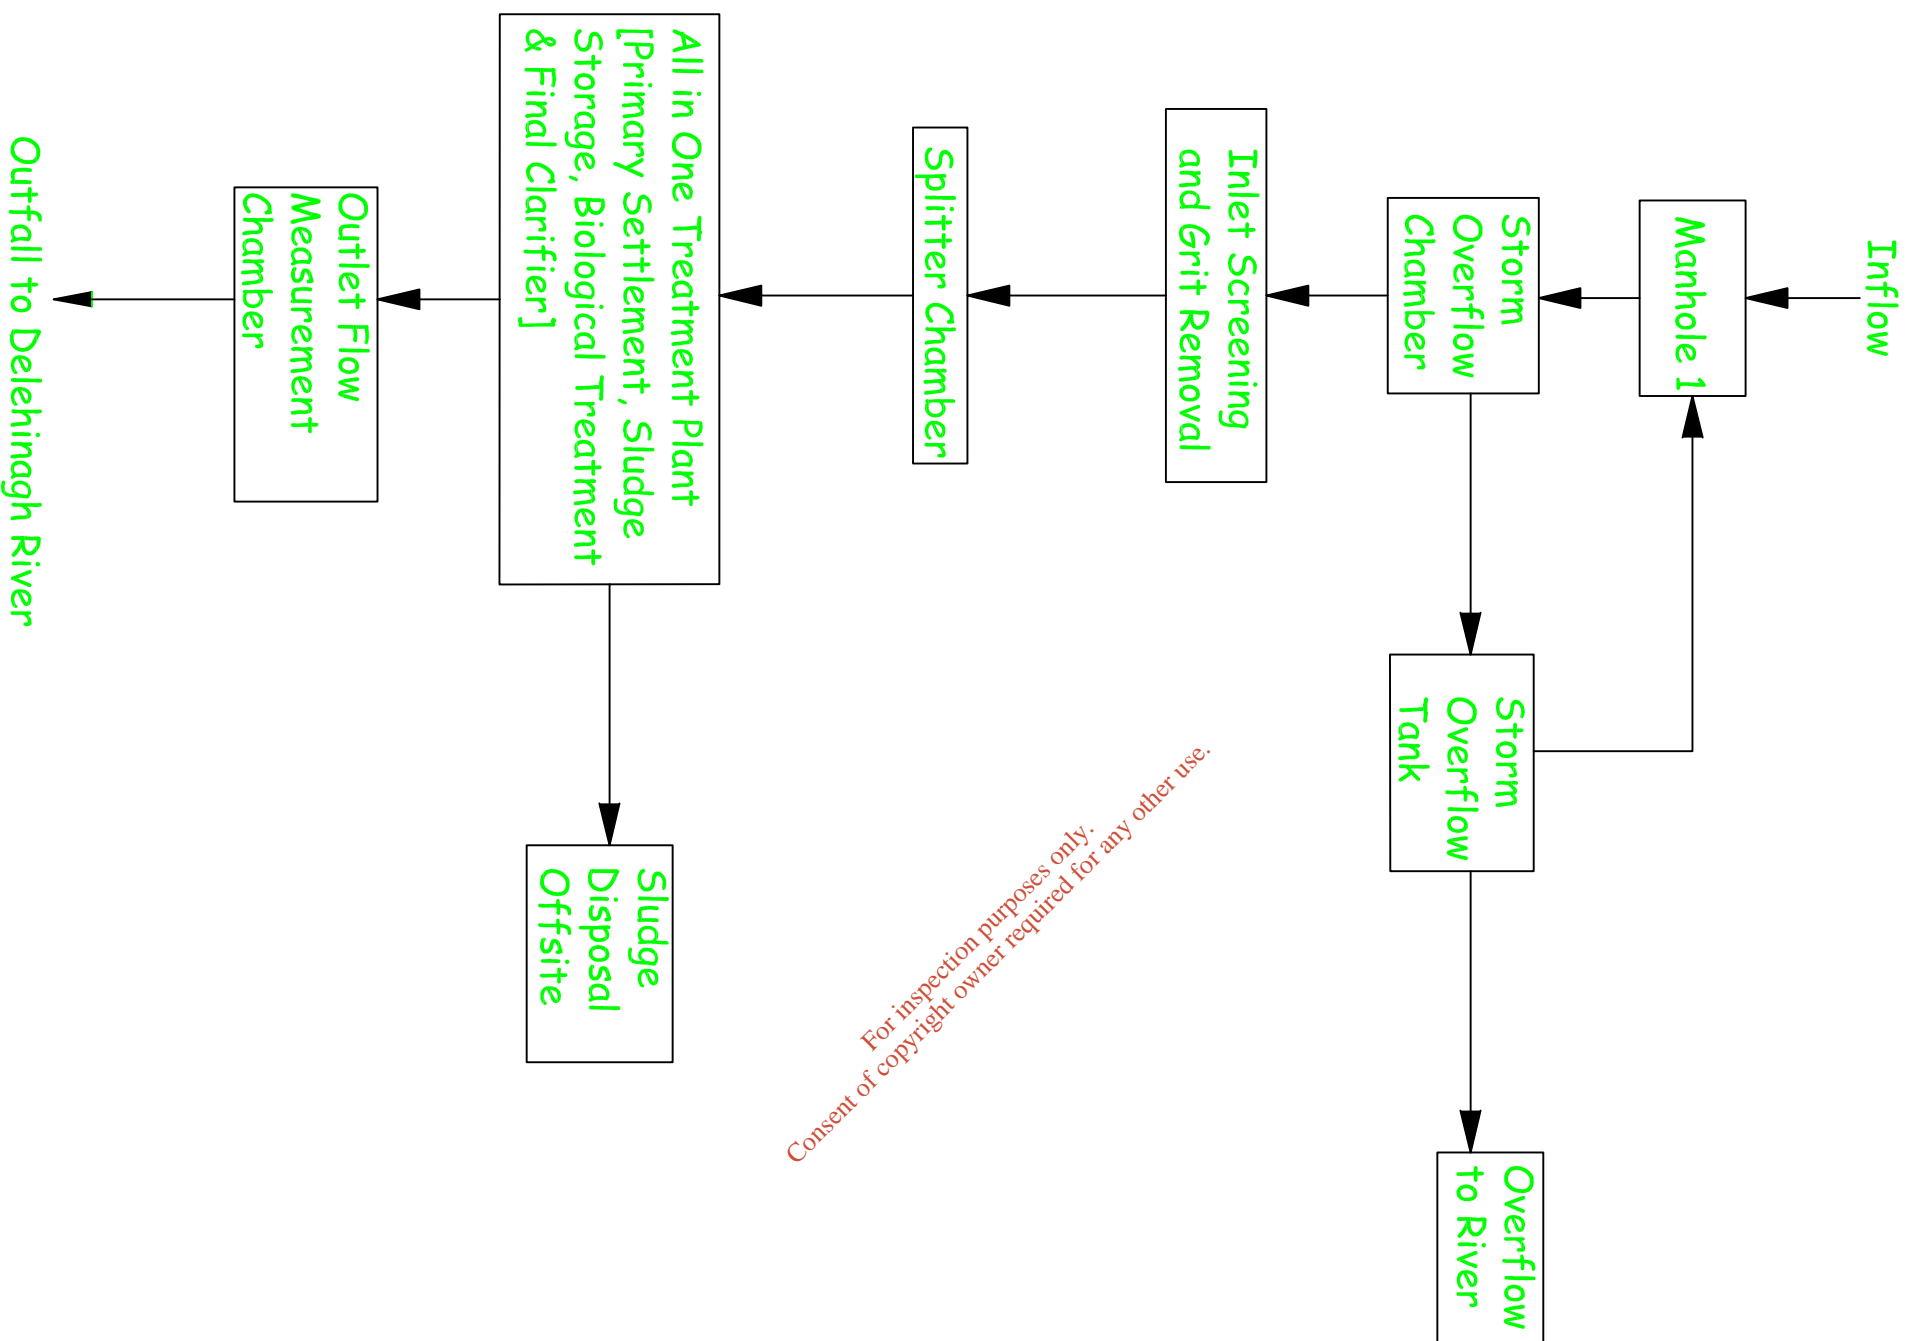 Inflow
Manhole 1
Storm
Overflow
Chamber
Storm
Overflow
Tank
Overflow
to River
Inlet Screening
and Grit Removal
Splitter Chamber
All in One Treatment Plant
[Primary Settlement, Sludge
Storage, Biological Treatment
& Final Clarifier]
Sludge
Disposal
Offsite
Outlet Flow
Measurement
Chamber
Outfall to Delehinagh River
For inspection purposes only.
Consent of copyright owner required for any other use.